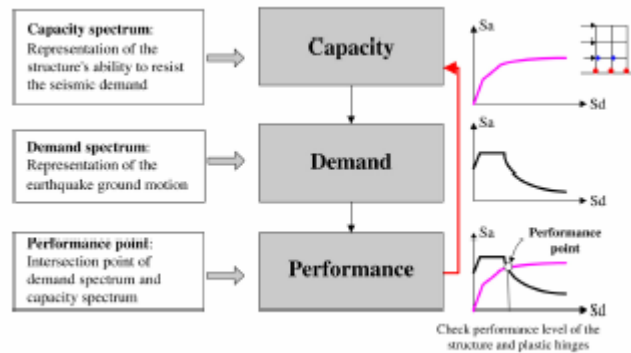 Capacity spectrum:
Representation of the
structure's ability to resist
the seismic demand
Capacity
Sa
Sd
Demand spectrum:
Representation of the
earthquake ground motion
Demand
Sa
Sd
Performance point:
Intersection point of
demand spectrum and
capacity spectrum
Performance
Sa
Performance
point
Sd
Check performance level of the
structure and plastic hinges